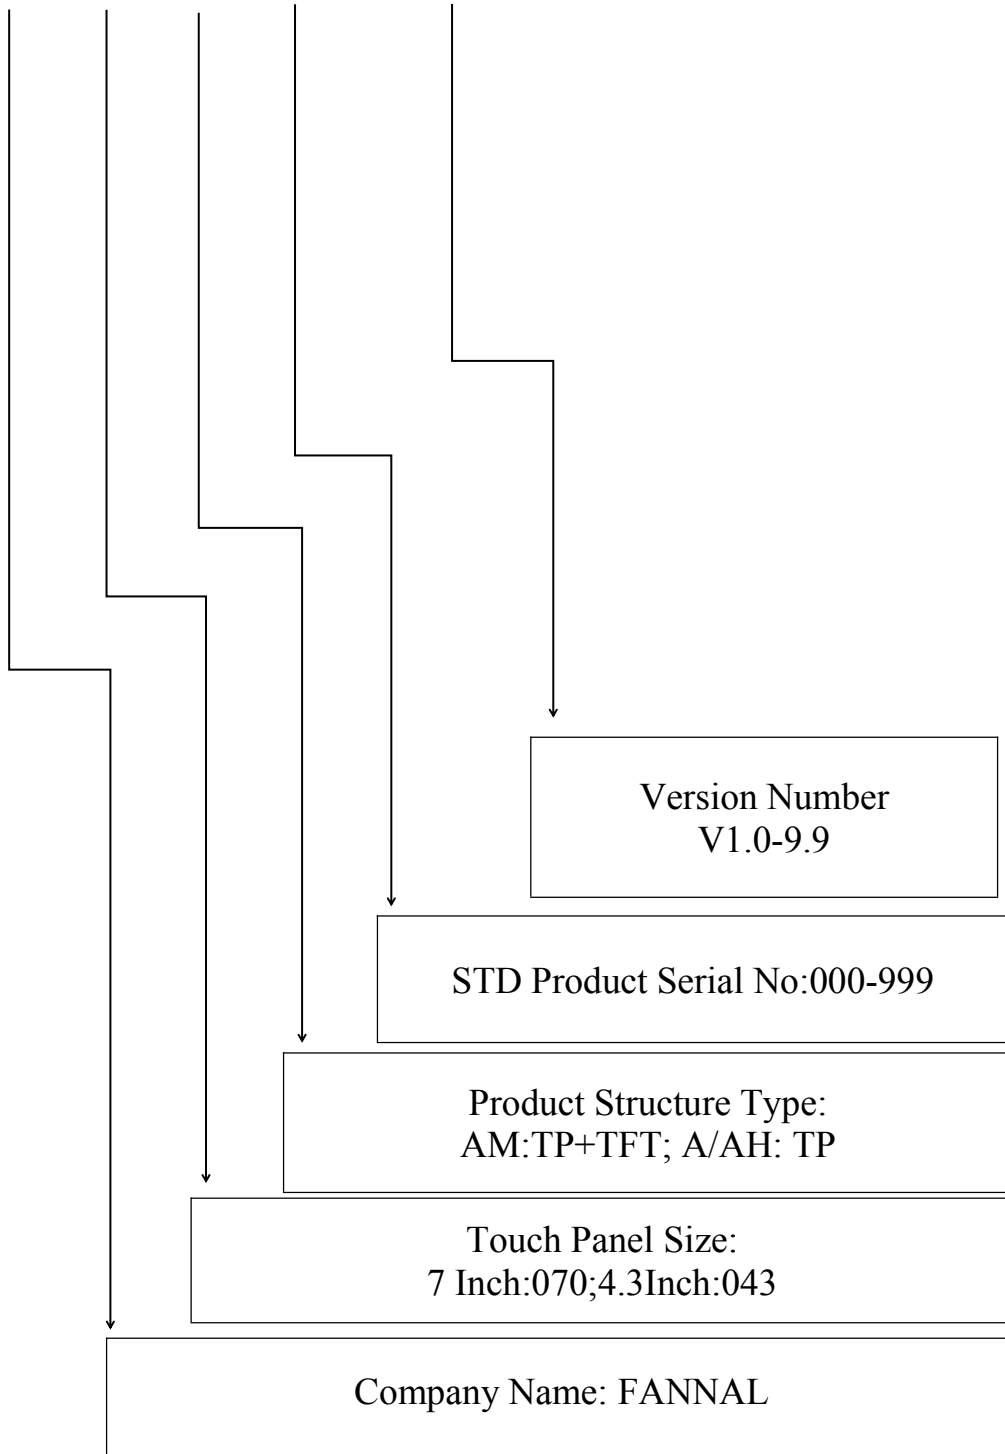 Version Number
V1.0-9.9
STD Product Serial No:000-999
Product Structure Type:
AM:TP+TFT; A/AH: TP
Touch Panel Size:
7 Inch:070;4.3Inch:043
Company Name: FANNAL